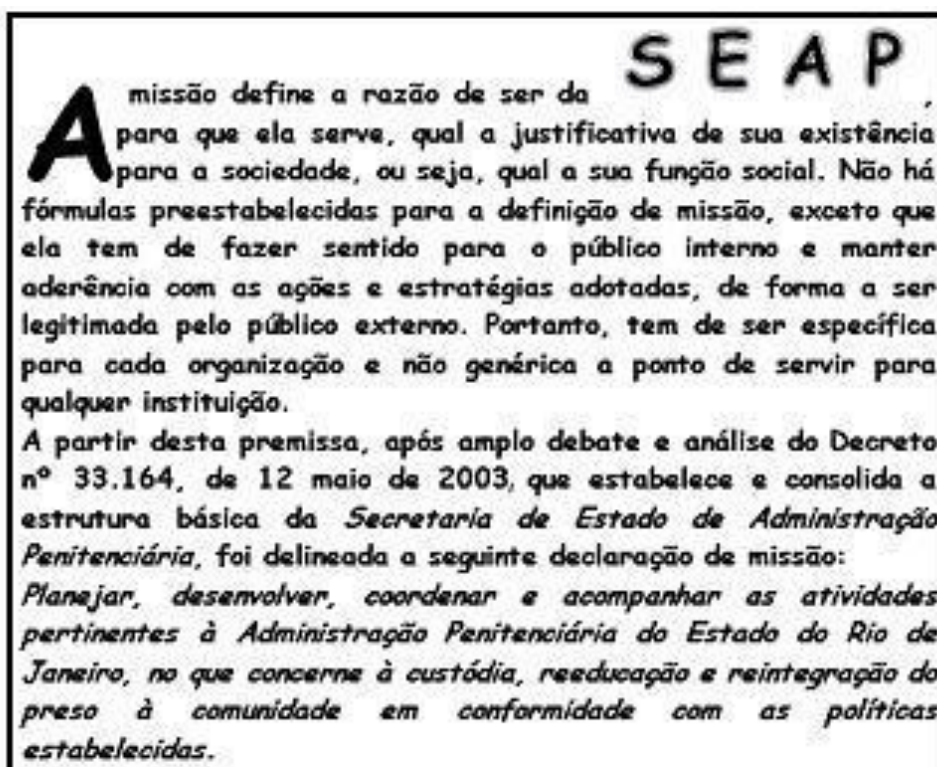 A missão define a razão de ser da SEAP,
para que ela serve, qual a justificativa de sua existência
para a sociedade, ou seja, qual a sua função social. Não há
fórmulas preestabelecidas para a definição de missão, exceto que
ela tem de fazer sentido para o público interno e manter
aderência com as ações e estratégias adotadas, de forma a ser
legitimada pelo público externo. Portanto, tem de ser específica
para cada organização e não genérica a ponto de servir para
qualquer instituição.
A partir desta premissa, após amplo debate e análise do Decreto
nº 33.164, de 12 maio de 2003, que estabelece e consolida a
estrutura básica da Secretaria de Estado de Administração
Penitenciária, foi delineada a seguinte declaração de missão:
Planejar, desenvolver, coordenar e acompanhar as atividades
pertinentes à Administração Penitenciária do Estado do Rio de
Janeiro, no que concerne à custódia, reeducação e reintegração do
preso à comunidade em conformidade com as políticas
estabelecidas.